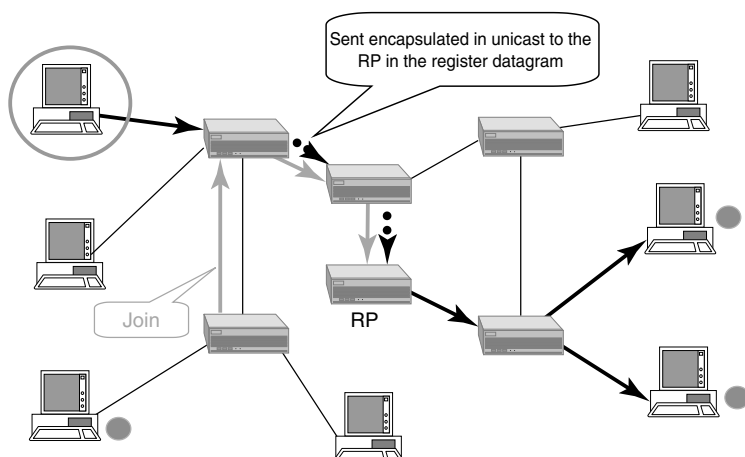 Sent encapsulated in unicast to the
RP in the register datagram
Join
RP